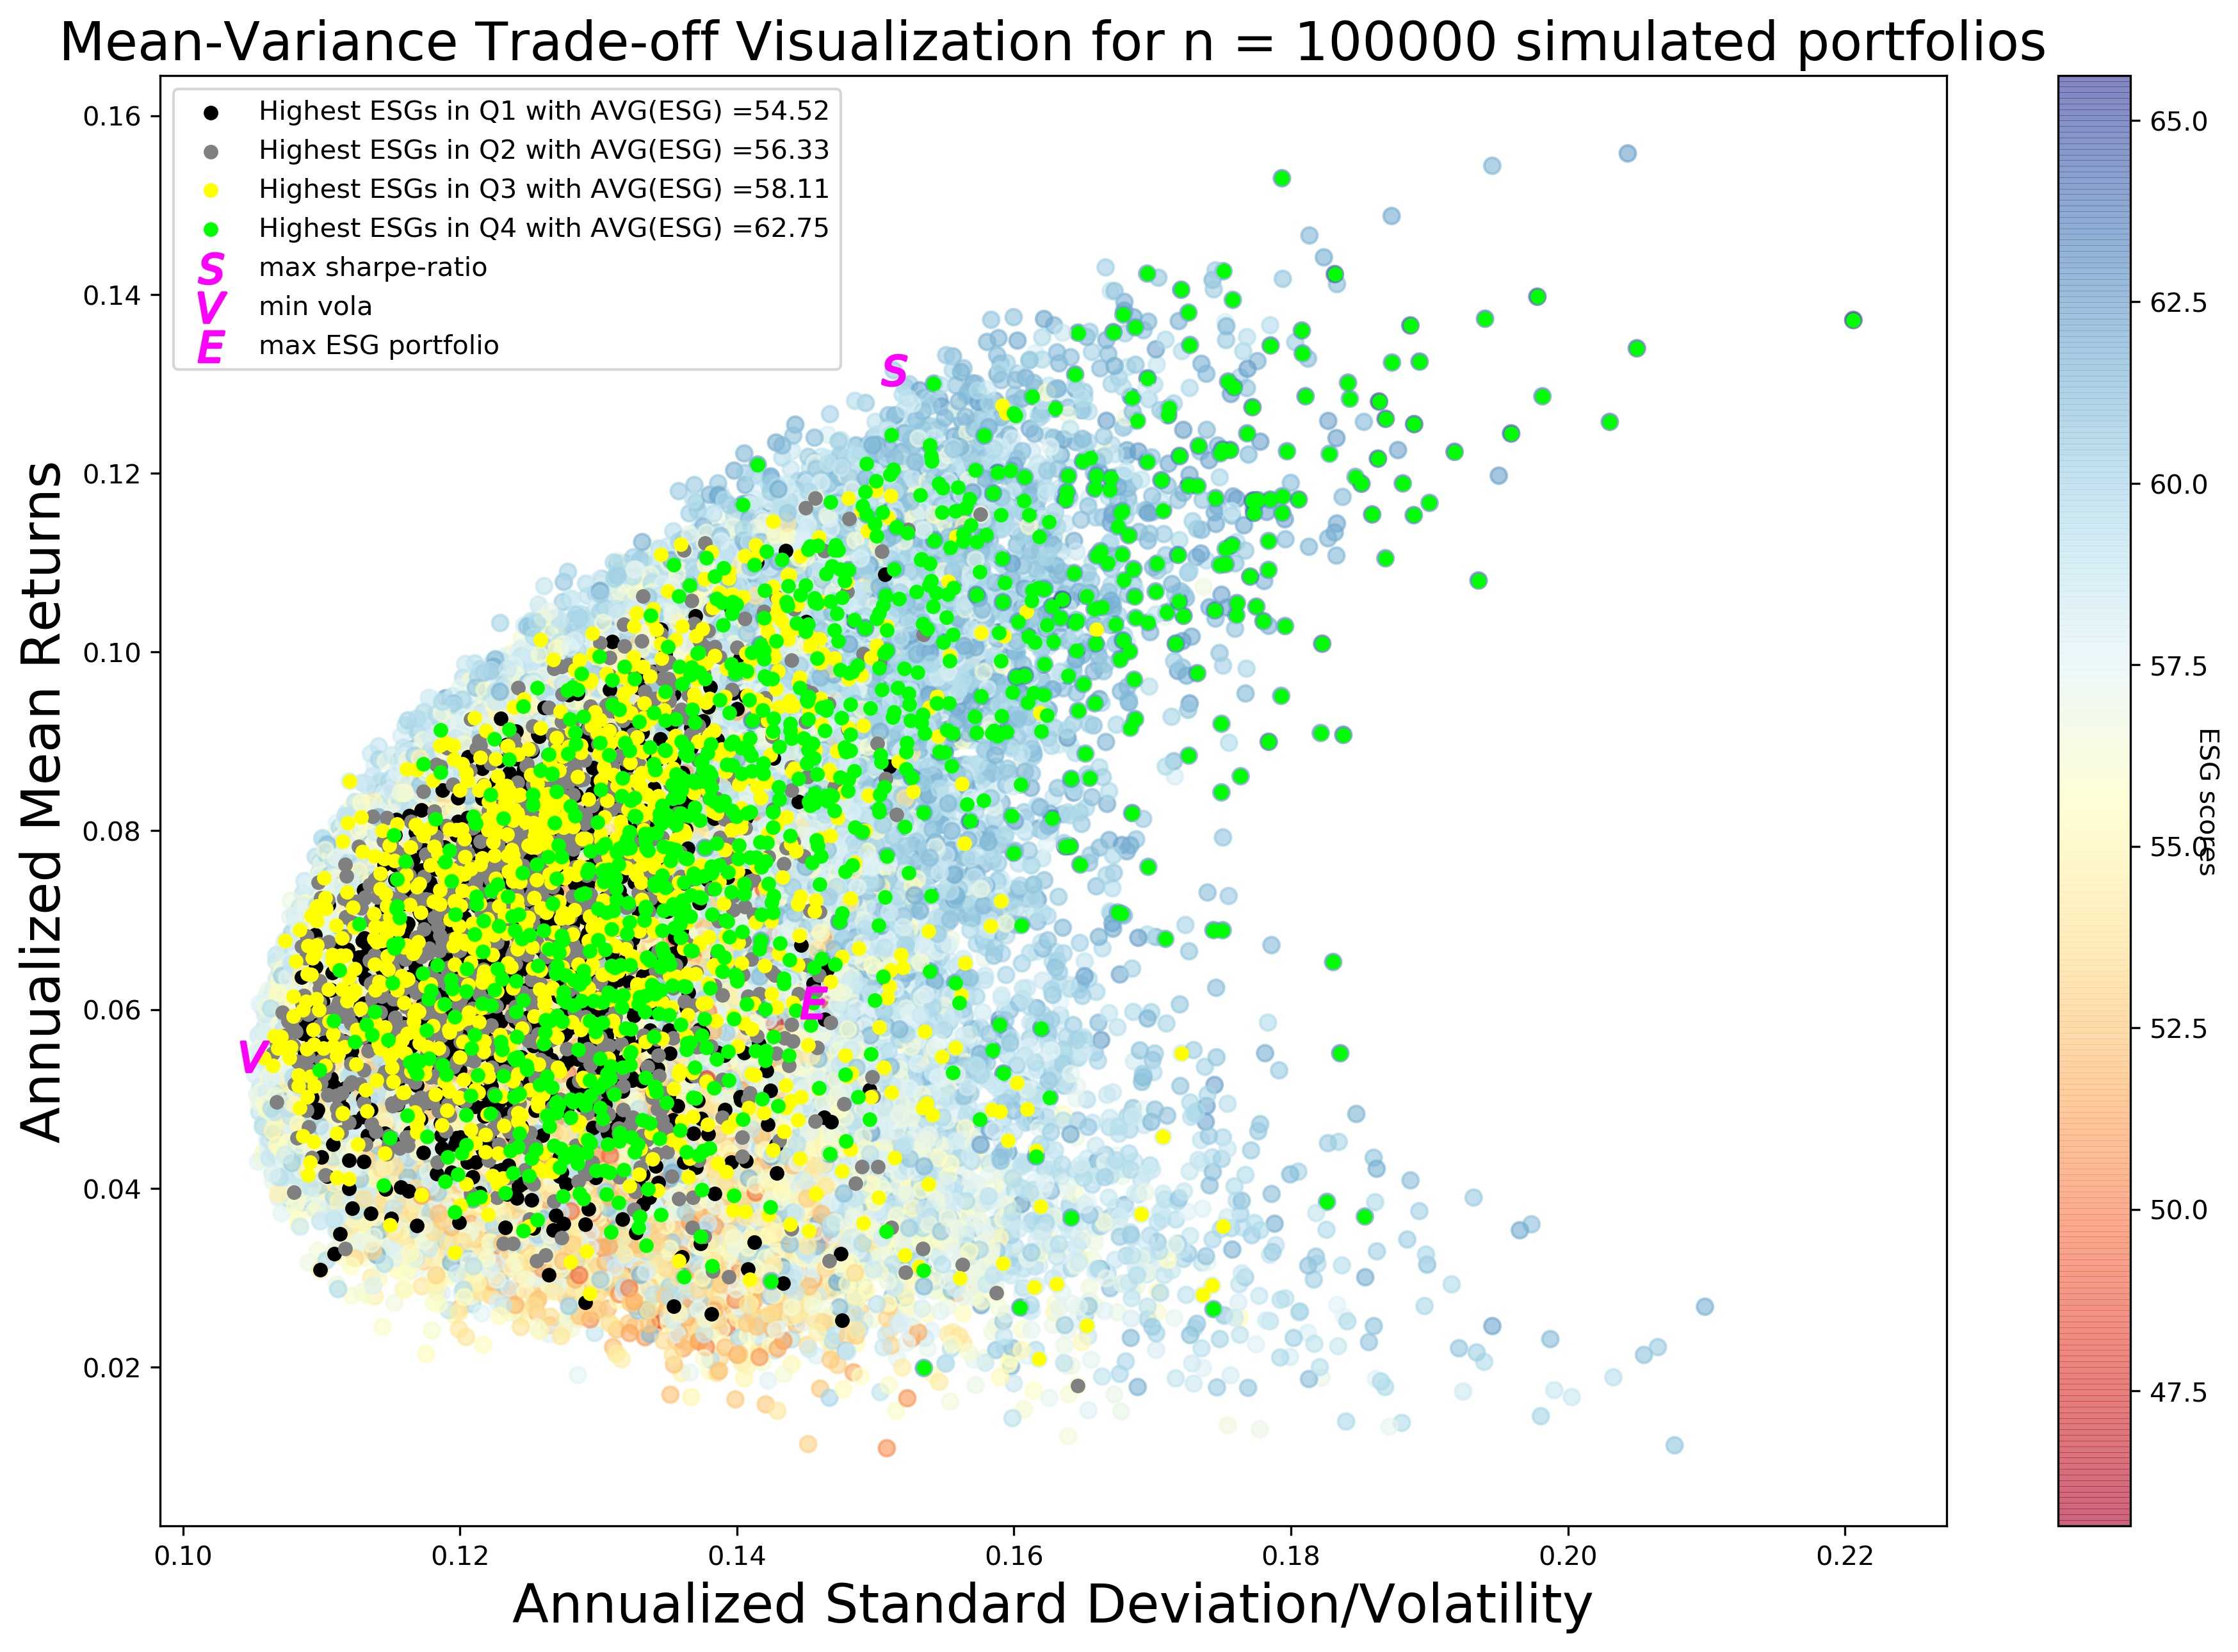 Mean-Variance Trade-off Visualization for n = 100000 simulated portfolios
Highest ESGs in Q1 with AVG(ESG) =54.52
Highest ESGs in Q2 with AVG(ESG) =56.33
Highest ESGs in Q3 with AVG(ESG) =58.11
Highest ESGs in Q4 with AVG(ESG) =62.75
S max sharpe-ratio
V min vola
E max ESG portfolio
Annualized Mean Returns
0.16
0.14
0.12
0.10
0.08
0.06
0.04
0.02
S
E
V
0.10 0.12 0.14 0.16 0.18 0.20 0.22
Annualized Standard Deviation/Volatility
65.0
62.5
60.0
57.5
55.0
52.5
50.0
47.5
ESG scores